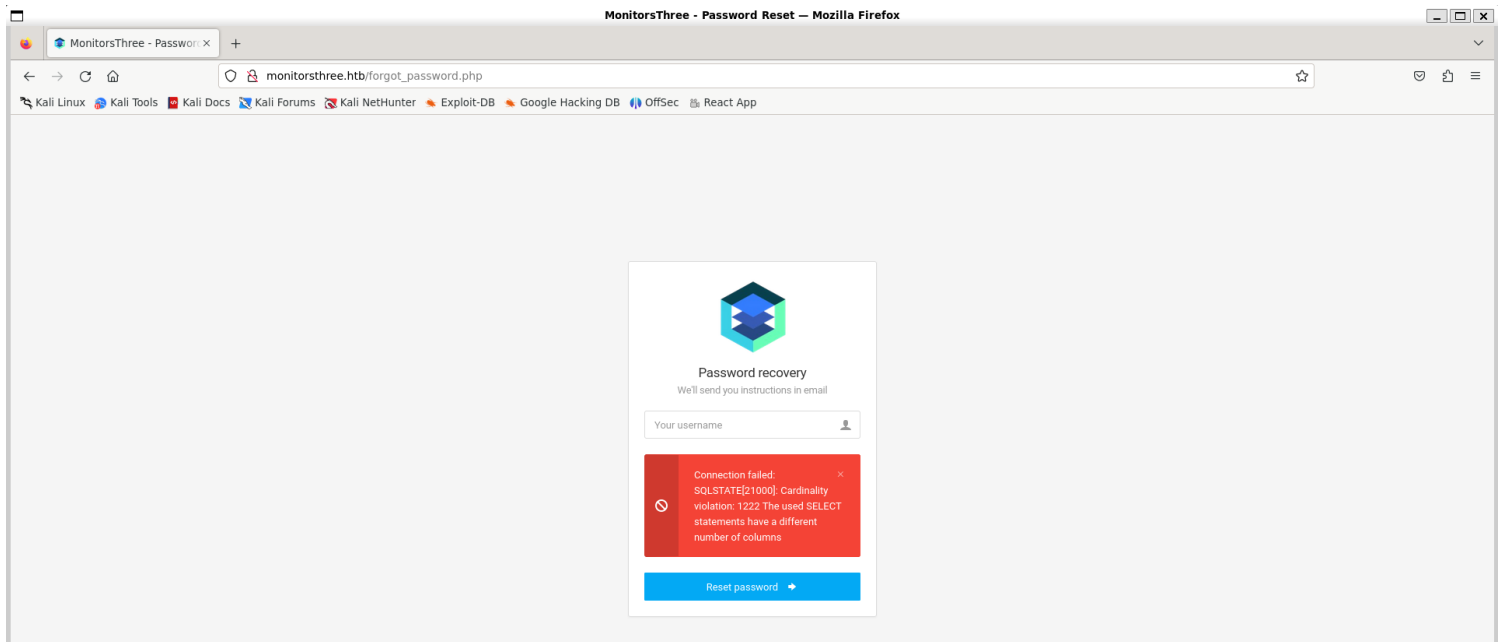 MonitorsThree - Password Reset — Mozilla Firefox
MonitorsThree - Passwor
monitorsthree.htb/forgot_password.php
Kali Linux Kali Tools Kali Docs Kali Forums Kali NetHunter Exploit-DB Google Hacking DB OffSec React App
Password recovery
We'll send you instructions in email
Your username
Connection failed:
SQLSTATE[21000]: Cardinality
violation: 1222 The used SELECT
statements have a different
number of columns
Reset password